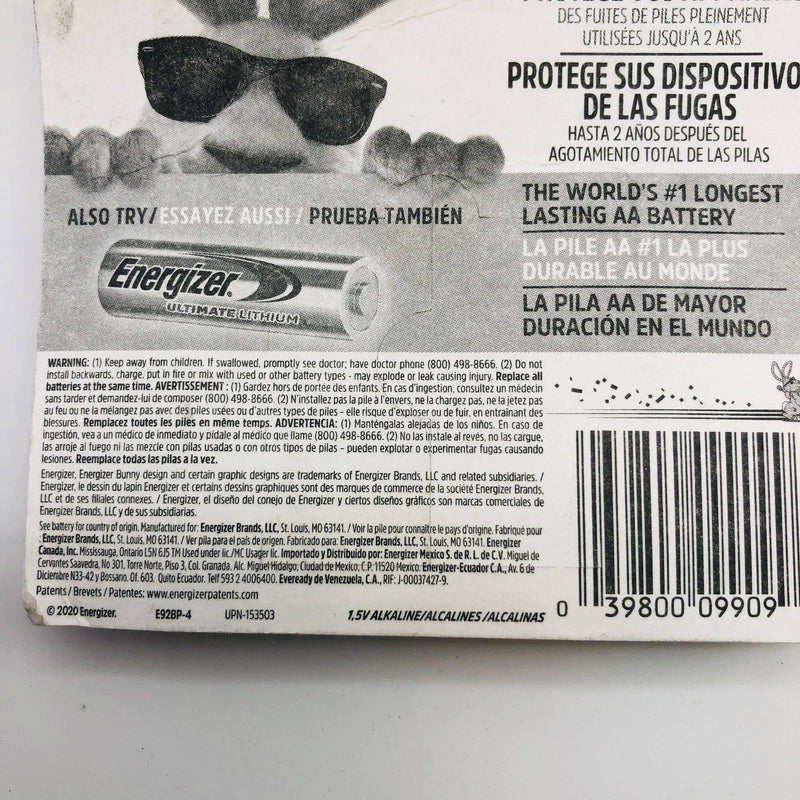 DES FUITES DE PILES PLEINEMENT
UTILISÉES JUSQU'À 2 ANS
PROTEGE SUS DISPOSITIVO
DE LAS FUGAS
HASTA 2 AÑOS DESPUÉS DEL
AGOTAMIENTO TOTAL DE LAS PILAS
ALSO TRY/ESSAYEZ AUSSI / PRUEBA TAMBIÉN
Energizer
ULTIMATE LITHIUM
THE WORLD'S #1 LONGEST
LASTING AA BATTERY
LA PILE AA #1 LA PLUS
DURABLE AU MONDE
LA PILA AA DE MAYOR
DURACIÓN EN EL MUNDO
WARNING: (1) Keep away from children. If swallowed, promptly see doctor; have doctor phone (800) 498-8666. (2) Do not
install backwards, charge, put in fire or mix with used or other battery types - may explode or leak causing injury. Replace all
batteries at the same time. AVERTISSEMENT : (1) Gardez hors de portée des enfants. En cas d'ingestion, consultez un médecin
sans tarder et demandez-lui de composer (800) 498-8666. (2) N'installez pas la pile à l'envers, ne la chargez pas, ne la jetez pas
au feu ou ne la mélangez pas avec des piles usées ou d'autres types de piles – elle risque d'exploser ou de fuir, en entraînant des
blessures. Remplacez toutes les piles en même temps. ADVERTENCIA: (1) Manténgalas alejadas de los niños. En caso de
ingestión, vea a un médico de inmediato y pídale al médico que llame (800) 498-8666. (2) No las instale al revés, no las cargue,
las arroje al fuego ni las mezcle con pilas usadas o con otros tipos de pilas – pueden explotar o experimentar fugas causando
lesiones. Reemplace todas las pilas a la vez.
Energizer, Energizer Bunny design and certain graphic designs are trademarks of Energizer Brands, LLC and related subsidiaries. /
Energizer, le dessin du lapin Energizer et certains dessins graphiques sont des marques de commerce de la société Energizer Brands,
LLC et de ses filiales connexes. / Energizer, el diseño del conejo de Energizer y ciertos diseños gráficos son marcas comerciales de
Energizer Brands, LLC y de sus subsidiarias.
See battery for country of origin. Manufactured for: Energizer Brands, LLC, St. Louis, MO 63141. / Voir la pile pour connaître le pays d'origine. Fabriqué pour
: Energizer Brands, LLC, St. Louis, MO 63141. / Ver pila para el país de origen. Fabricado para: Energizer Brands, LLC, St. Louis, MO 63141. Energizer
Canada, Inc. Mississauga, Ontario L5N 6J5 TM Used under lic./MC Usager lic. Importado y Distribuido por: Energizer Mexico S. de R. L. de C.V. Miguel de
Cervantes Saavedra, No 301, Torre Norte, Piso 3, Col. Granada, Alc. Miguel Hidalgo, Ciudad de Mexico, C.P. 11520 Mexico. Energizer-Ecuador C.A., Av. 6 de
Diciembre N33-42 y Bossano. Of. 603. Quito Ecuador. Telf 593 2 4006400. Eveready de Venezuela, C.A., RIF: J-00037427-9.
Patents / Brevets / Patentes: www.energizerpatents.com
© 2020 Energizer. E92BP-4 UPN-153503 1,5V ALKALINE/ALCALINES/ALCALINAS
0 39800 09909